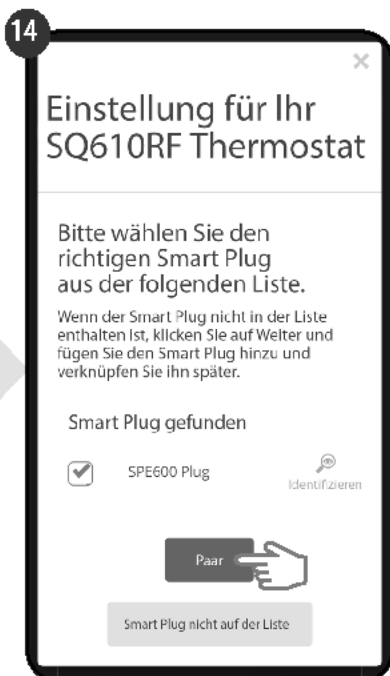 14
Einstellung für Ihr
SQ610RF Thermostat
Bitte wählen Sie den
richtigen Smart Plug
aus der folgenden Liste.
Wenn der Smart Plug nicht in der Liste
enthalten ist, klicken Sie auf Weiter und
fügen Sie den Smart Plug hinzu und
verknüpfen Sie ihn später.
Smart Plug gefunden
SPE600 Plug
Identifizieren
Paar
Smart Plug nicht auf der Liste